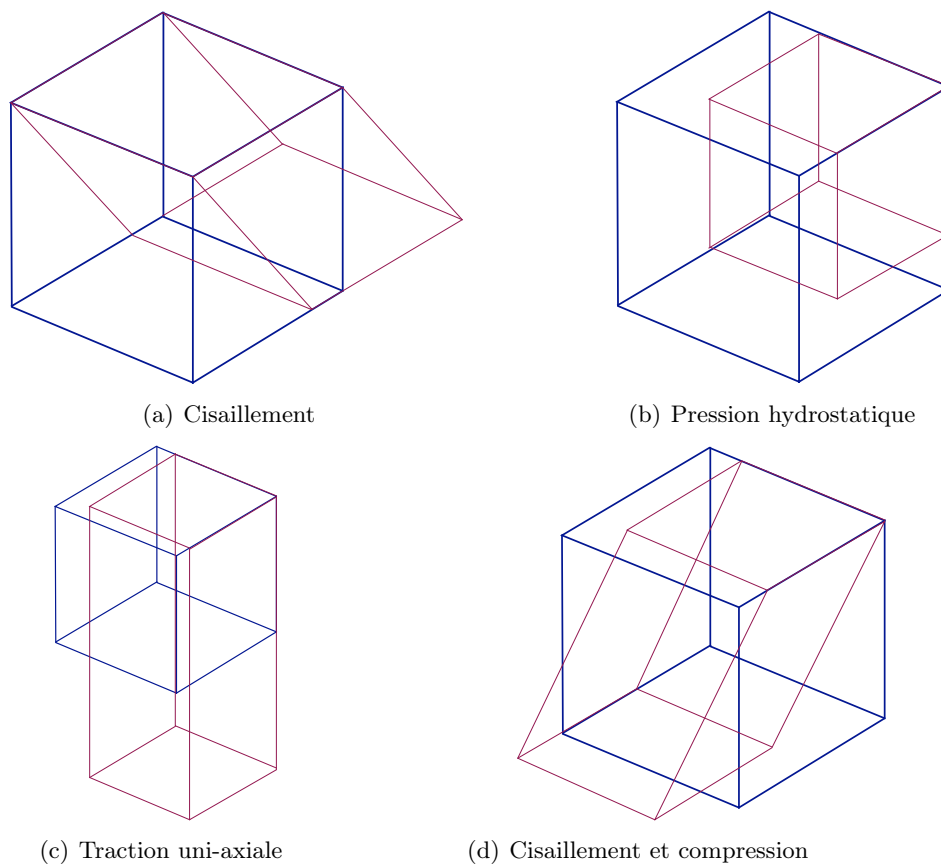 (a) Cisaillement
(b) Pression hydrostatique
(c) Traction uni-axiale
(d) Cisaillement et compression